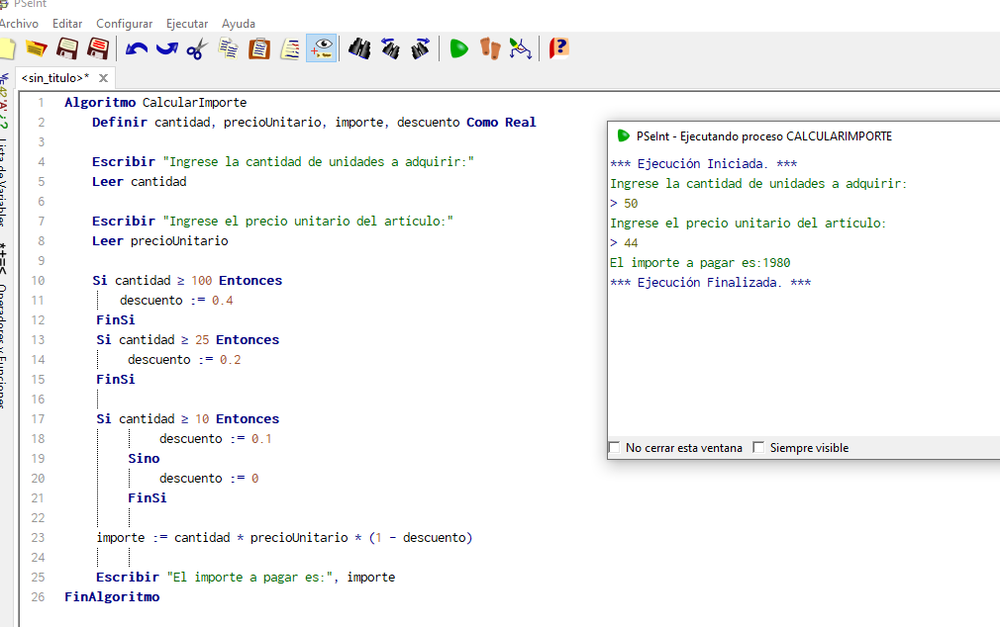 PSeInt
Archivo Editar Configurar Ejecutar Ayuda
<sin_titulo>* X
Lista de Variables
*+=< Operadores y Funciones
1 Algoritmo CalcularImporte
2 Definir cantidad, precioUnitario, importe, descuento Como Real
3
4 Escribir "Ingrese la cantidad de unidades a adquirir:"
5 Leer cantidad
6
7 Escribir "Ingrese el precio unitario del artículo:"
8 Leer precioUnitario
9
10 Si cantidad ≥ 100 Entonces
11 descuento := 0.4
12 FinSi
13 Si cantidad ≥ 25 Entonces
14 descuento := 0.2
15 FinSi
16
17 Si cantidad ≥ 10 Entonces
18 descuento := 0.1
19 Sino
20 descuento := 0
21 FinSi
22
23 importe := cantidad * precioUnitario * (1 - descuento)
24
25 Escribir "El importe a pagar es:", importe
26 FinAlgoritmo
PSeInt - Ejecutando proceso CALCULARIMPORTE
*** Ejecución Iniciada. ***
Ingrese la cantidad de unidades a adquirir:
> 50
Ingrese el precio unitario del artículo:
> 44
El importe a pagar es:1980
*** Ejecución Finalizada. ***
No cerrar esta ventana Siempre visible